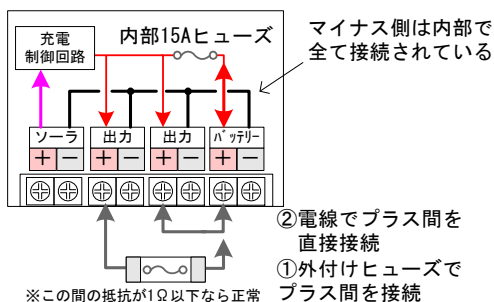 充電
制御回路
内部15Aヒューズ
マイナス側は内部で
全て接続されている
ソーラ
出力
出力
バッテリー
+ − + − + − + −
②電線でプラス間を
直接接続
①外付けヒューズで
プラス間を接続
※この間の抵抗が1Ω以下なら正常